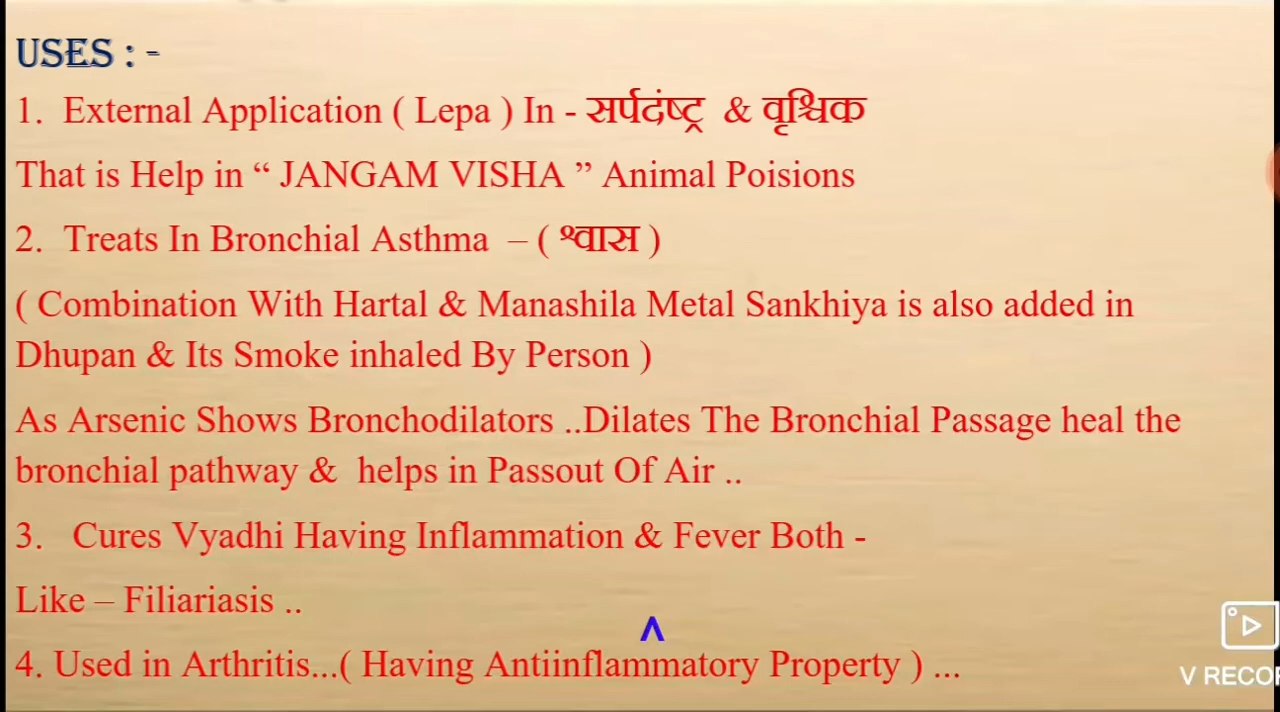 USES : -
1. External Application ( Lepa ) In - सर्पदंष्ट्र & वृश्चिक
That is Help in “ JANGAM VISHA ” Animal Poisions
2. Treats In Bronchial Asthma – ( श्वास )
( Combination With Hartal & Manashila Metal Sankhiya is also added in
Dhupan & Its Smoke inhaled By Person )
As Arsenic Shows Bronchodilators ..Dilates The Bronchial Passage heal the
bronchial pathway & helps in Passout Of Air ..
3. Cures Vyadhi Having Inflammation & Fever Both -
Like – Filiariasis ..
4. Used in Arthritis...( Having Antiinflammatory Property ) ...
V RECOR